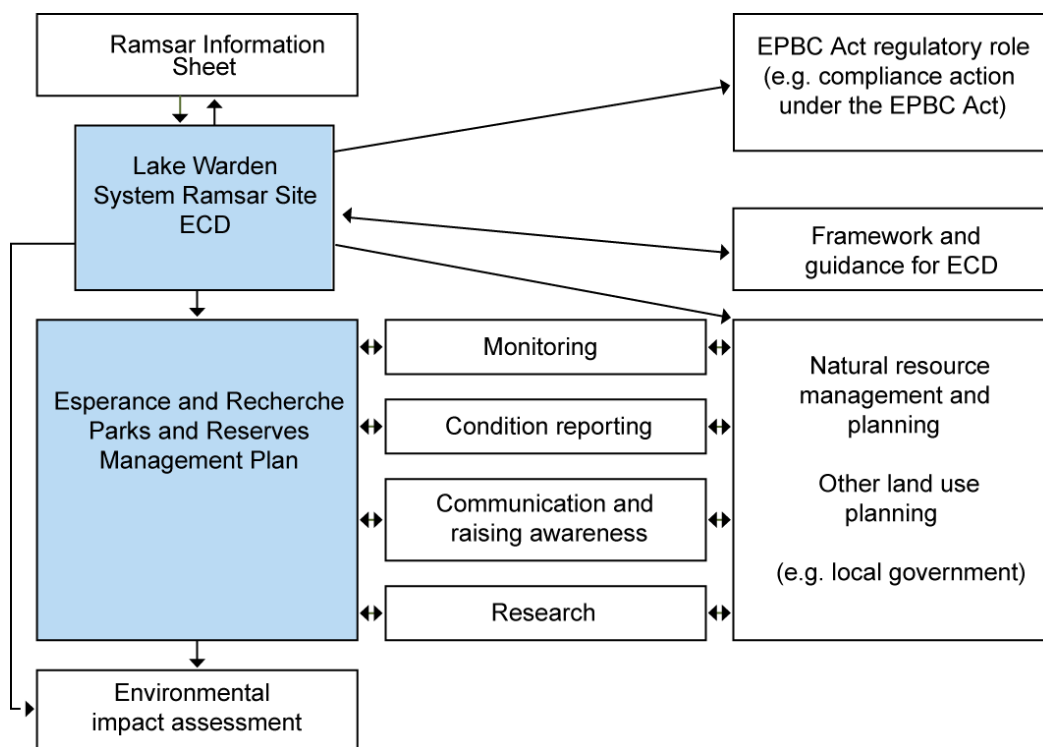 Ramsar Information
Sheet
EPBC Act regulatory role
(e.g. compliance action
under the EPBC Act)
Lake Warden
System Ramsar Site
ECD
Framework and
guidance for ECD
Esperance and Recherche
Parks and Reserves
Management Plan
Monitoring
Condition reporting
Communication and
raising awareness
Research
Natural resource
management and
planning
Other land use
planning
(e.g. local government)
Environmental
impact assessment